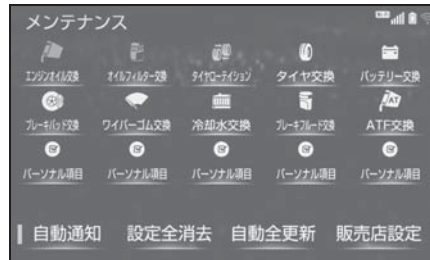 メンテナンス
エンジンオイル交換 オイルフィルター交換 タイヤローテイション タイヤ交換 バッテリー交換
ブレーキパッド交換 ワイパーゴム交換 冷却水交換 ブレーキフルード交換 ATF交換
パーソナル項目 パーソナル項目 パーソナル項目 パーソナル項目 パーソナル項目
自動通知 設定全消去 自動全更新 販売店設定